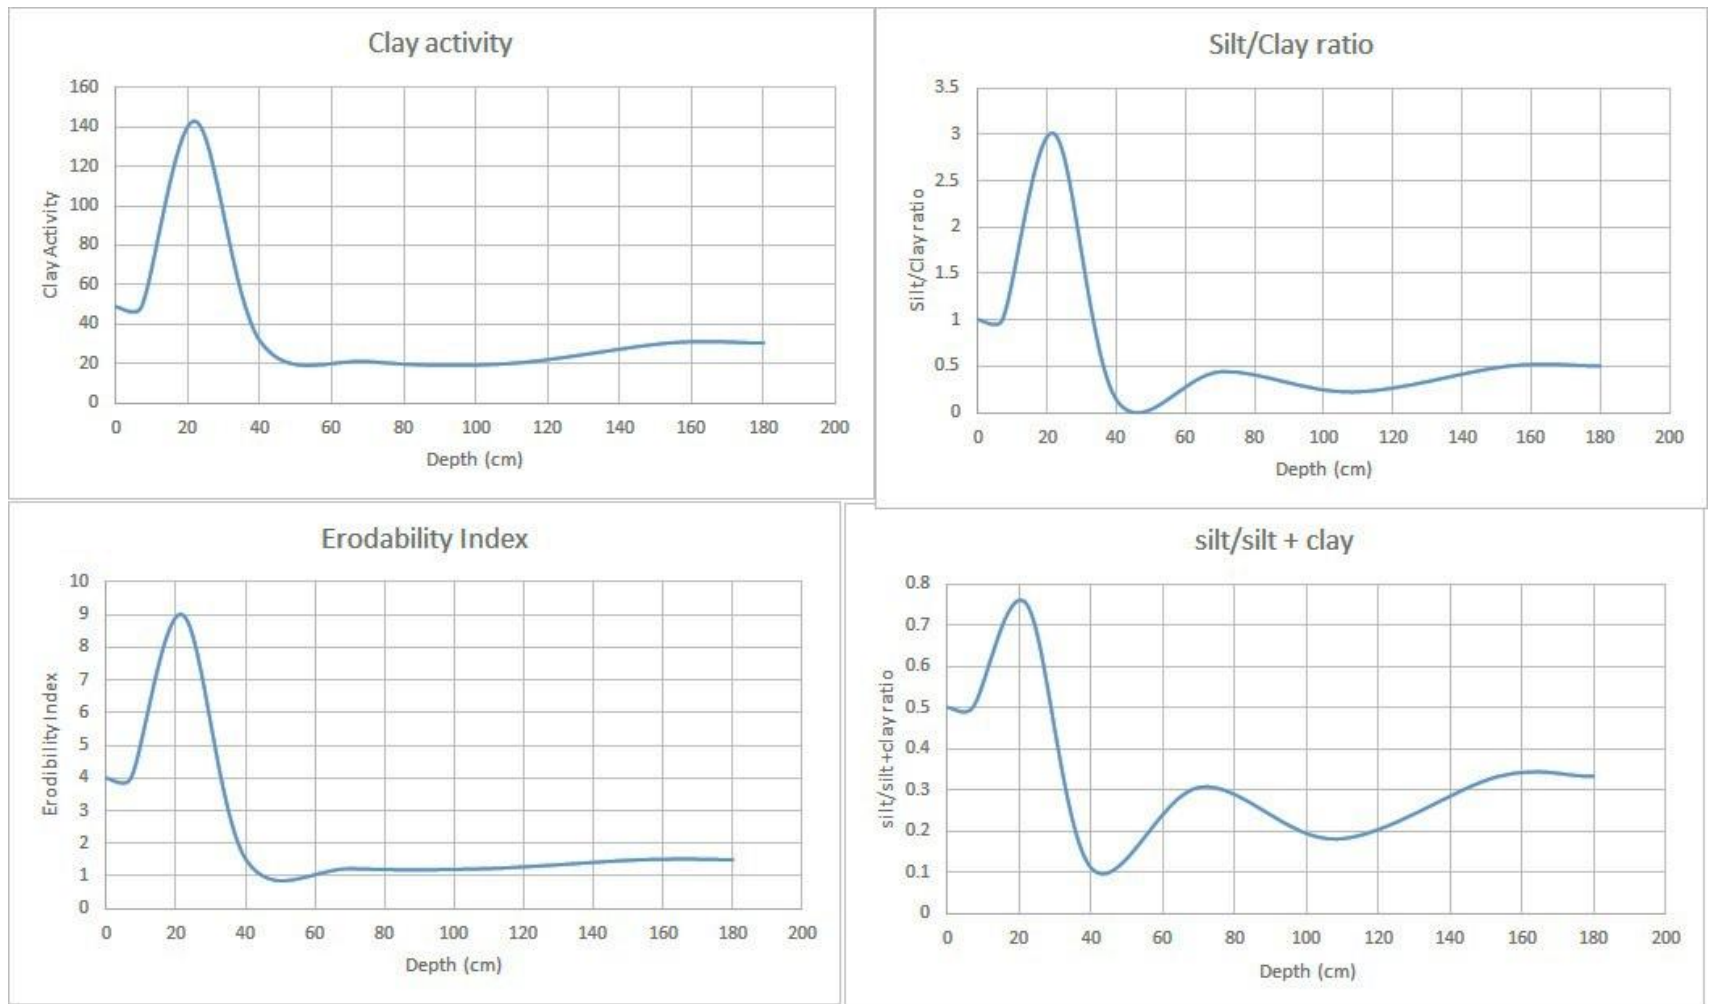 Clay activity
160
140
120
100
80
60
40
20
0
Clay Activity
0 20 40 60 80 100 120 140 160 180 200
Depth (cm)
Silt/Clay ratio
3.5
3
2.5
2
1.5
1
0.5
0
Silt/Clay ratio
0 20 40 60 80 100 120 140 160 180 200
Depth (cm)
Erodability Index
10
9
8
7
6
5
4
3
2
1
0
Erodibility Index
0 20 40 60 80 100 120 140 160 180 200
Depth (cm)
silt/silt + clay
0.8
0.7
0.6
0.5
0.4
0.3
0.2
0.1
0
silt/silt+clay ratio
0 20 40 60 80 100 120 140 160 180 200
Depth (cm)